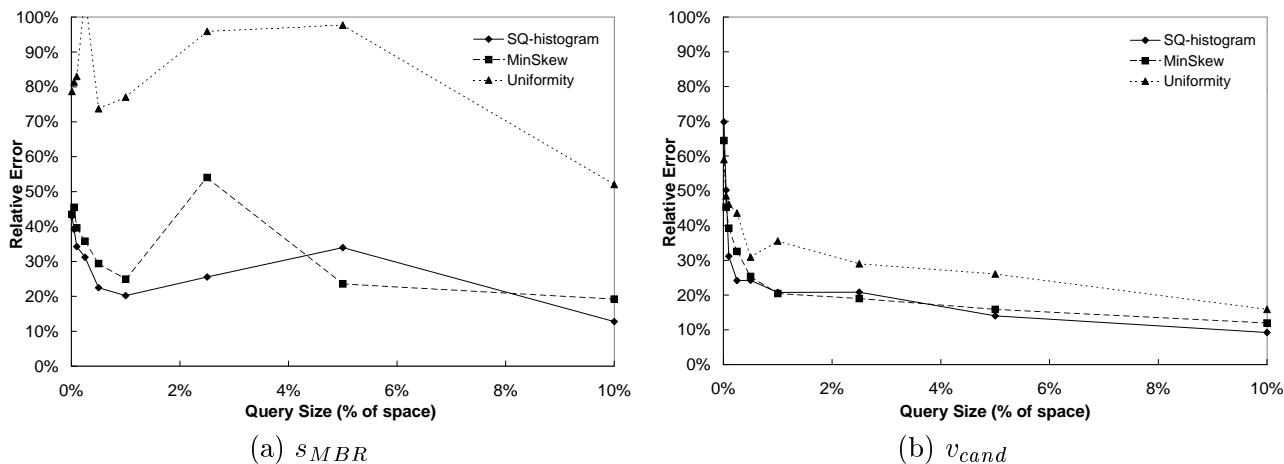 100%
90%
80%
70%
60%
50%
40%
30%
20%
10%
0%
Relative Error
SQ-histogram
MinSkew
Uniformity
0% 2% 4% 6% 8% 10%
Query Size (% of space)
(a) s_MBR
100%
90%
80%
70%
60%
50%
40%
30%
20%
10%
0%
Relative Error
SQ-histogram
MinSkew
Uniformity
0% 2% 4% 6% 8% 10%
Query Size (% of space)
(b) v_cand